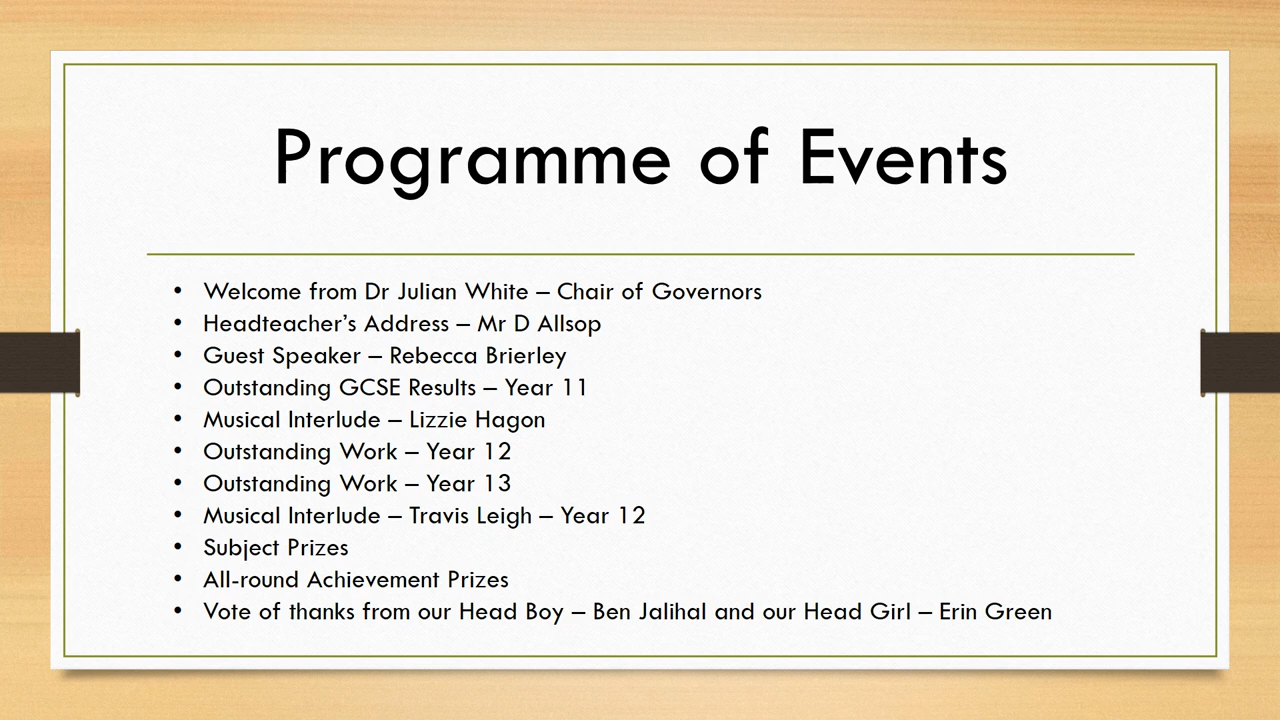 Programme of Events
• Welcome from Dr Julian White – Chair of Governors
• Headteacher’s Address – Mr D Allsop
• Guest Speaker – Rebecca Brierley
• Outstanding GCSE Results – Year 11
• Musical Interlude – Lizzie Hagon
• Outstanding Work – Year 12
• Outstanding Work – Year 13
• Musical Interlude – Travis Leigh – Year 12
• Subject Prizes
• All-round Achievement Prizes
• Vote of thanks from our Head Boy – Ben Jalihal and our Head Girl – Erin Green